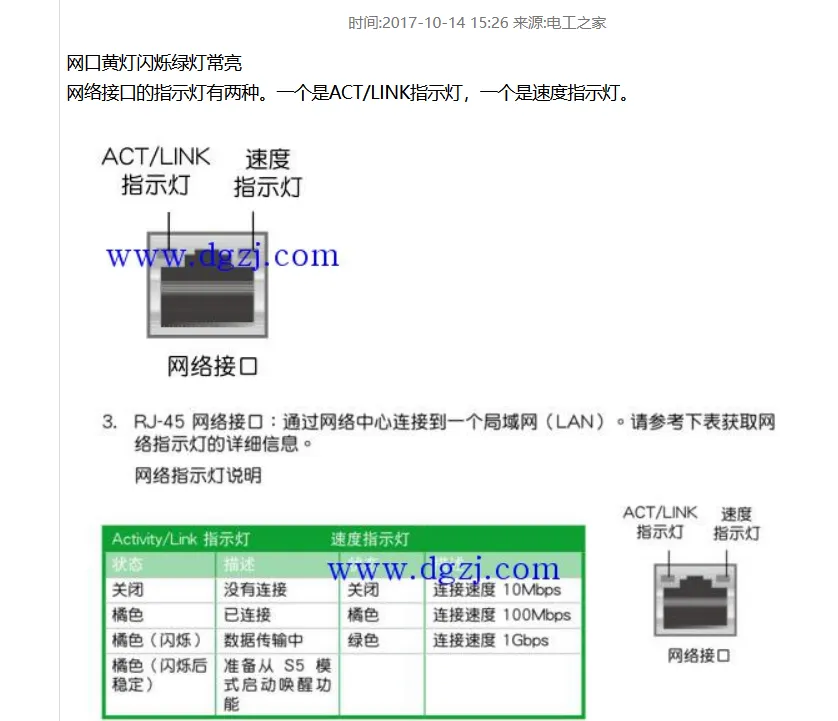 时间:2017-10-14 15:26 来源:电工之家
网口黄灯闪烁绿灯常亮
网络接口的指示灯有两种。一个是ACT/LINK指示灯，一个是速度指示灯。
ACT/LINK 速度
指示灯 指示灯
www.dgzj.com
网络接口
3. RJ-45 网络接口：通过网络中心连接到一个局域网（LAN）。请参考下表获取网
络指示灯的详细信息。
网络指示灯说明
ACT/LINK 速度
指示灯 指示灯
网络接口
Activity/Link 指示灯 速度指示灯
状态 描述 状态 描述
www.dgzj.com
关闭 没有连接 关闭 连接速度 10Mbps
橘色 已连接 橘色 连接速度 100Mbps
橘色（闪烁） 数据传输中 绿色 连接速度 1Gbps
橘色（闪烁后 准备从 S5 模
稳定） 式启动唤醒功
能